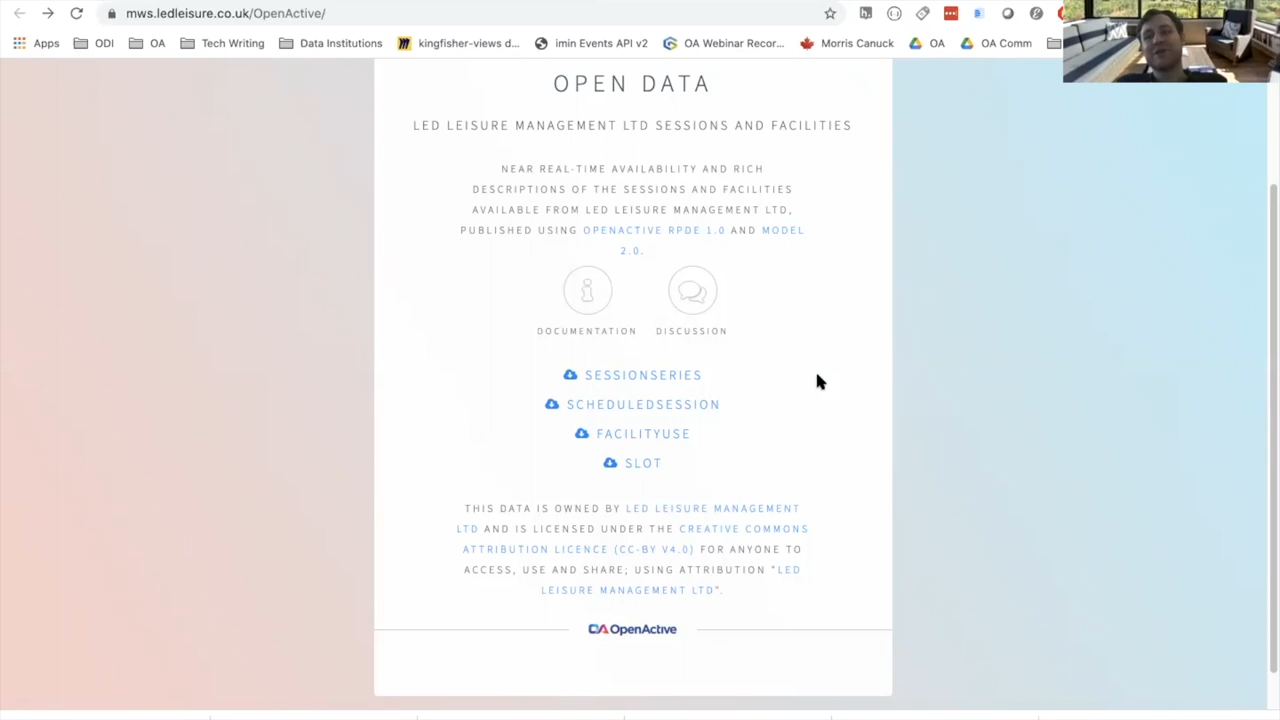 mws.ledleisure.co.uk/OpenActive/
Apps ODI OA Tech Writing Data Institutions kingfisher-views d... imin Events API v2 OA Webinar Recor... Morris Canuck OA OA Comm
OPEN DATA
LED LEISURE MANAGEMENT LTD SESSIONS AND FACILITIES
NEAR REAL-TIME AVAILABILITY AND RICH
DESCRIPTIONS OF THE SESSIONS AND FACILITIES
AVAILABLE FROM LED LEISURE MANAGEMENT LTD,
PUBLISHED USING OPENACTIVE RPDE 1.0 AND MODEL
2.0.
DOCUMENTATION DISCUSSION
SESSIONSERIES
SCHEDULEDSESSION
FACILITYUSE
SLOT
THIS DATA IS OWNED BY LED LEISURE MANAGEMENT
LTD AND IS LICENSED UNDER THE CREATIVE COMMONS
ATTRIBUTION LICENCE (CC-BY V4.0) FOR ANYONE TO
ACCESS, USE AND SHARE; USING ATTRIBUTION "LED
LEISURE MANAGEMENT LTD".
OA OpenActive